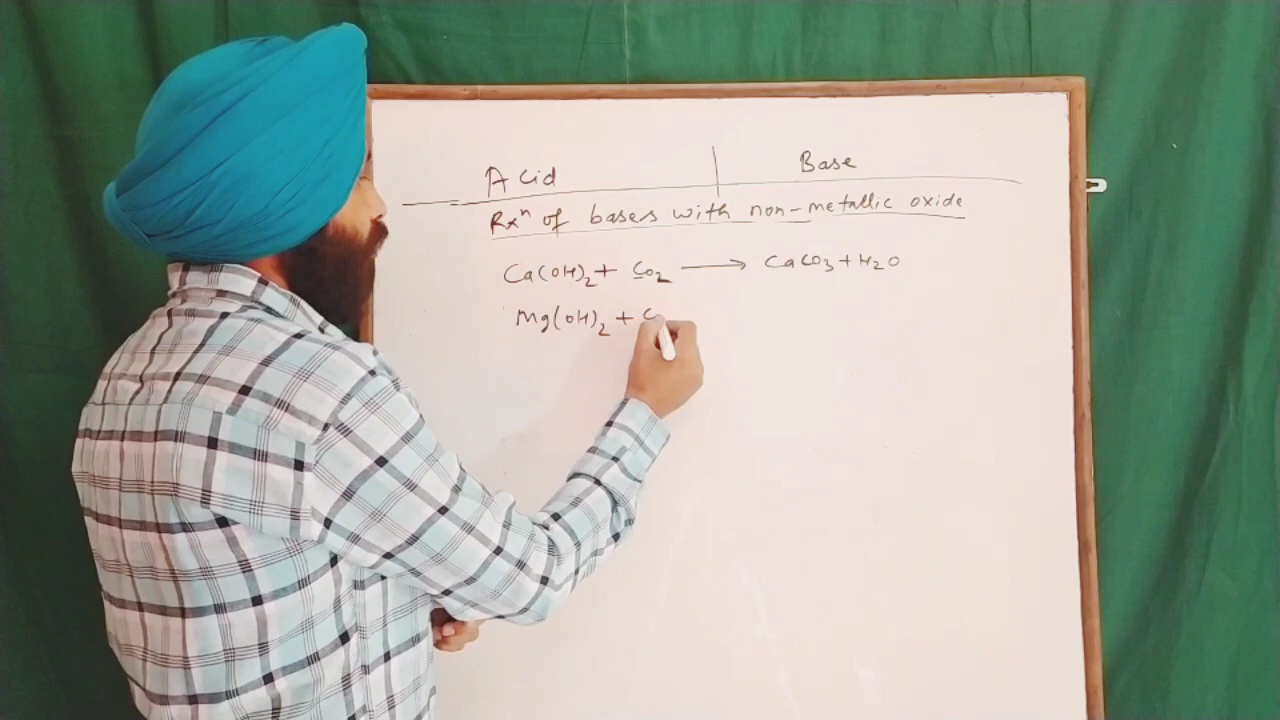 Acid Base
Rxⁿ of bases with non-metallic oxide
Ca(OH)₂ + CO₂ ⟶ CaCO₃ + H₂O
Mg(OH)₂ + C